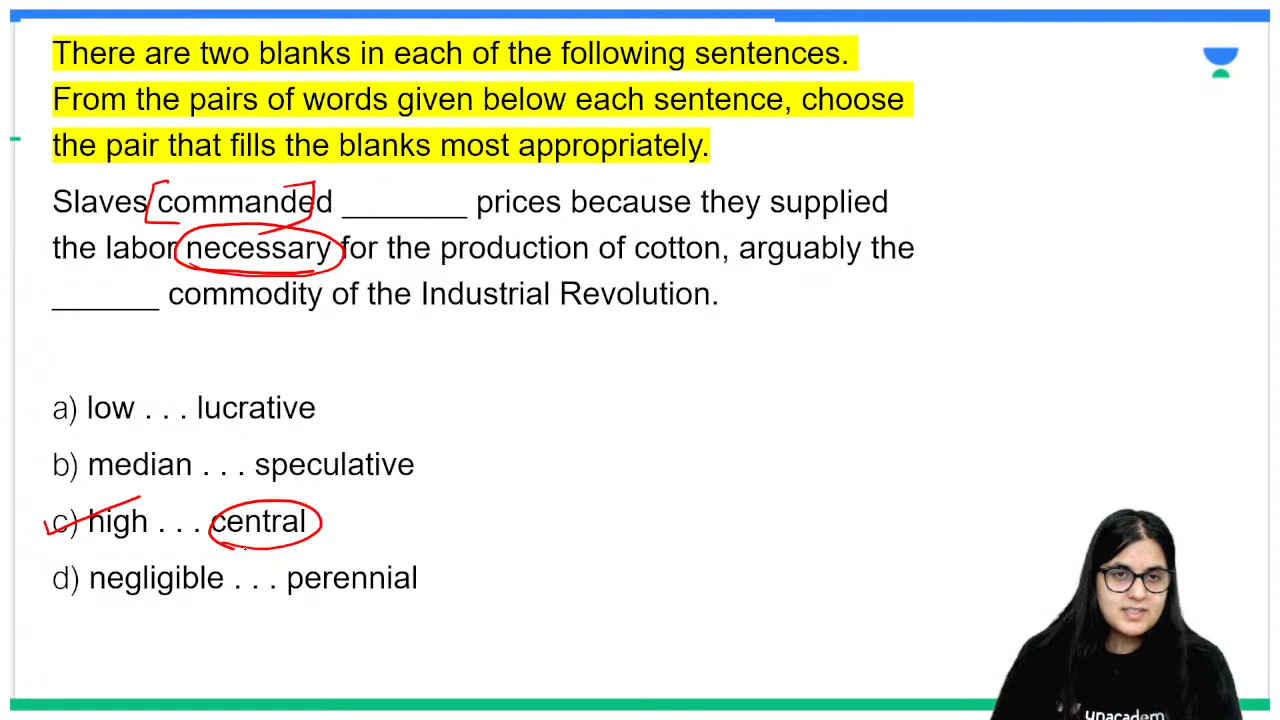 There are two blanks in each of the following sentences.
From the pairs of words given below each sentence, choose
the pair that fills the blanks most appropriately.
Slaves commanded _______ prices because they supplied
the labor necessary for the production of cotton, arguably the
______ commodity of the Industrial Revolution.
a) low . . . lucrative
b) median . . . speculative
c) high . . . central
d) negligible . . . perennial
unacadem